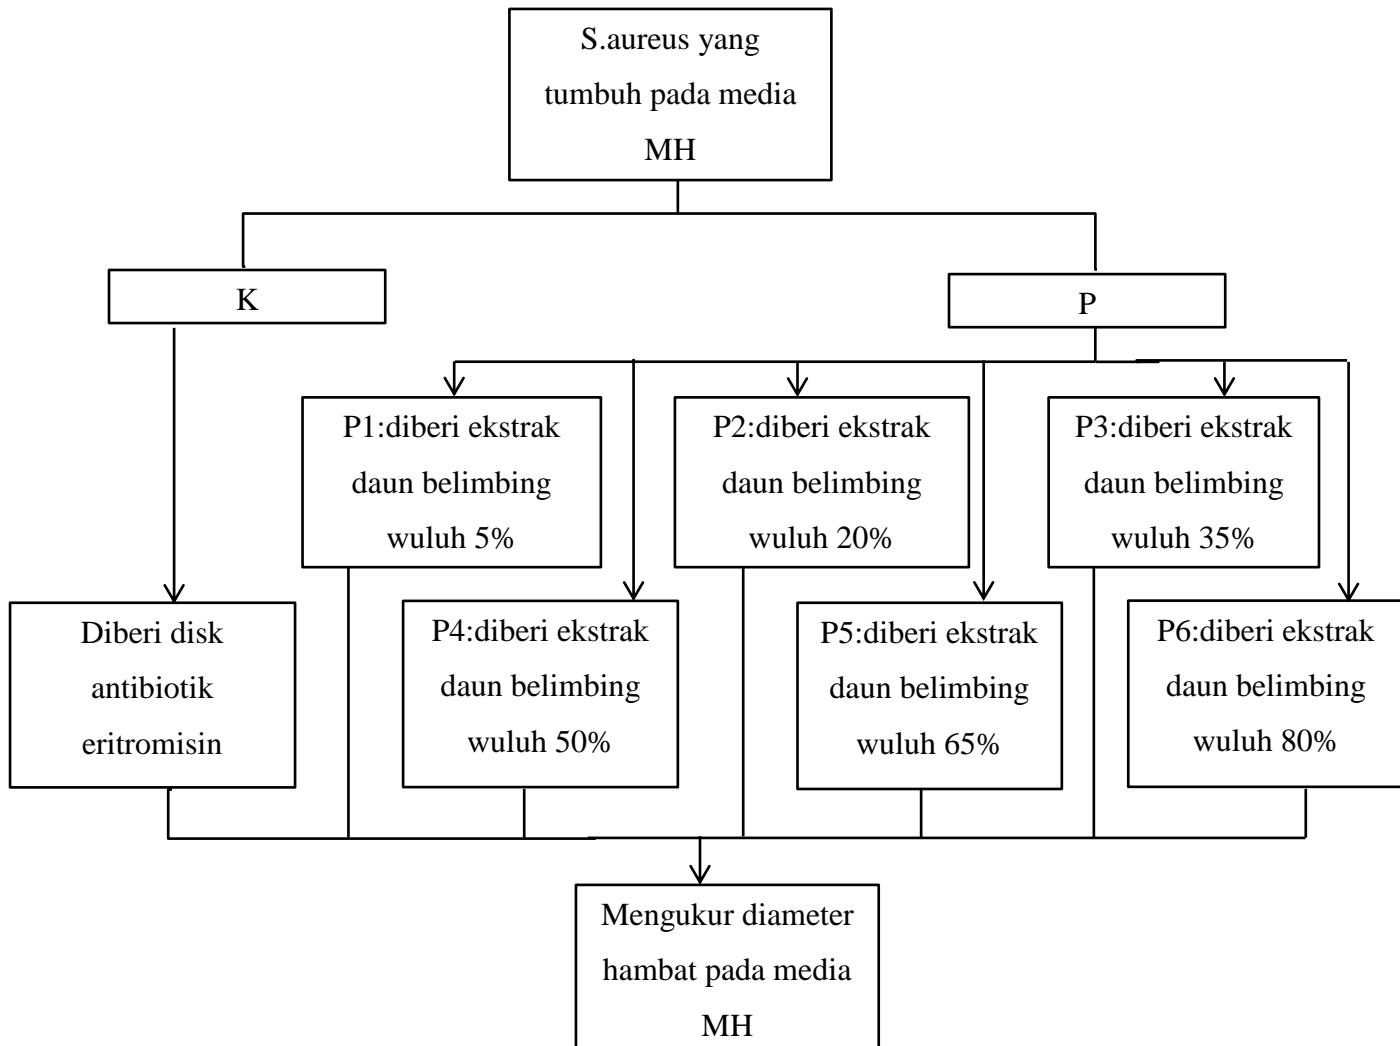 S.aureus yang
tumbuh pada media
MH
K
P
P1:diberi ekstrak
daun belimbing
wuluh 5%
P2:diberi ekstrak
daun belimbing
wuluh 20%
P3:diberi ekstrak
daun belimbing
wuluh 35%
Diberi disk
antibiotik
eritromisin
P4:diberi ekstrak
daun belimbing
wuluh 50%
P5:diberi ekstrak
daun belimbing
wuluh 65%
P6:diberi ekstrak
daun belimbing
wuluh 80%
Mengukur diameter
hambat pada media
MH